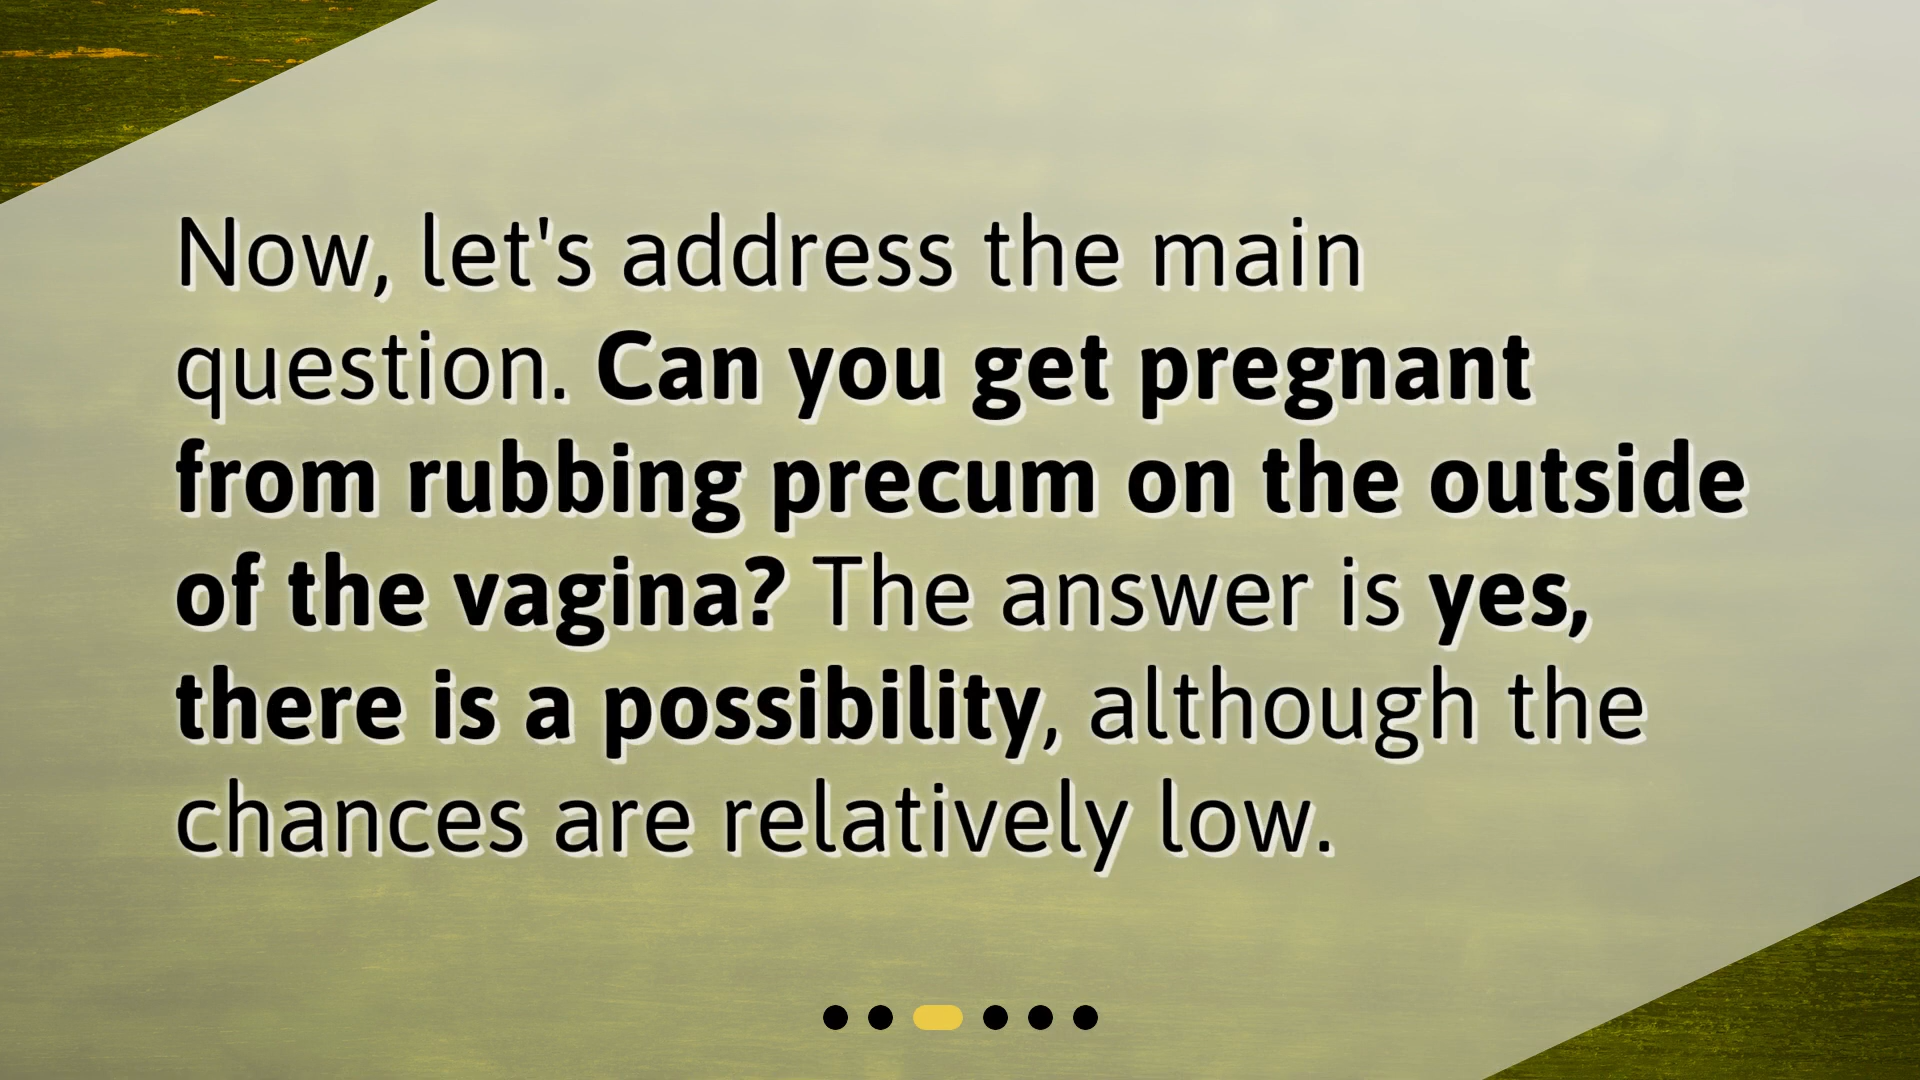 Now, let's address the main
question. Can you get pregnant
from rubbing precum on the outside
of the vagina? The answer is yes,
there is a possibility, although the
chances are relatively low.